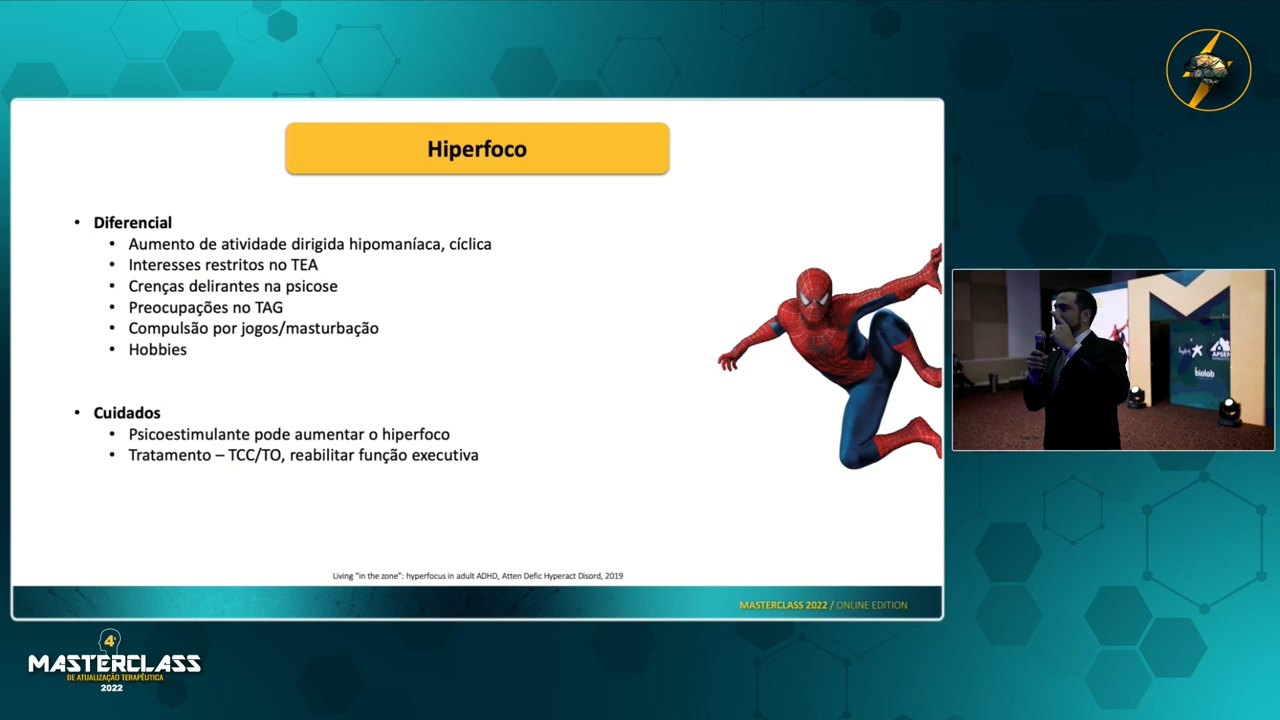 Hiperfoco
• Diferencial
• Aumento de atividade dirigida hipomaníaca, cíclica
• Interesses restritos no TEA
• Crenças delirantes na psicose
• Preocupações no TAG
• Compulsão por jogos/masturbação
• Hobbies
• Cuidados
• Psicoestimulante pode aumentar o hiperfoco
• Tratamento – TCC/TO, reabilitar função executiva
Living “in the zone”: hyperfocus in adult ADHD, Atten Defic Hyperact Disord, 2019
MASTERCLASS 2022 / ONLINE EDITION
M
APSEN
biolab
4ª
MASTERCLASS
DE ATUALIZAÇÃO TERAPÊUTICA
2022